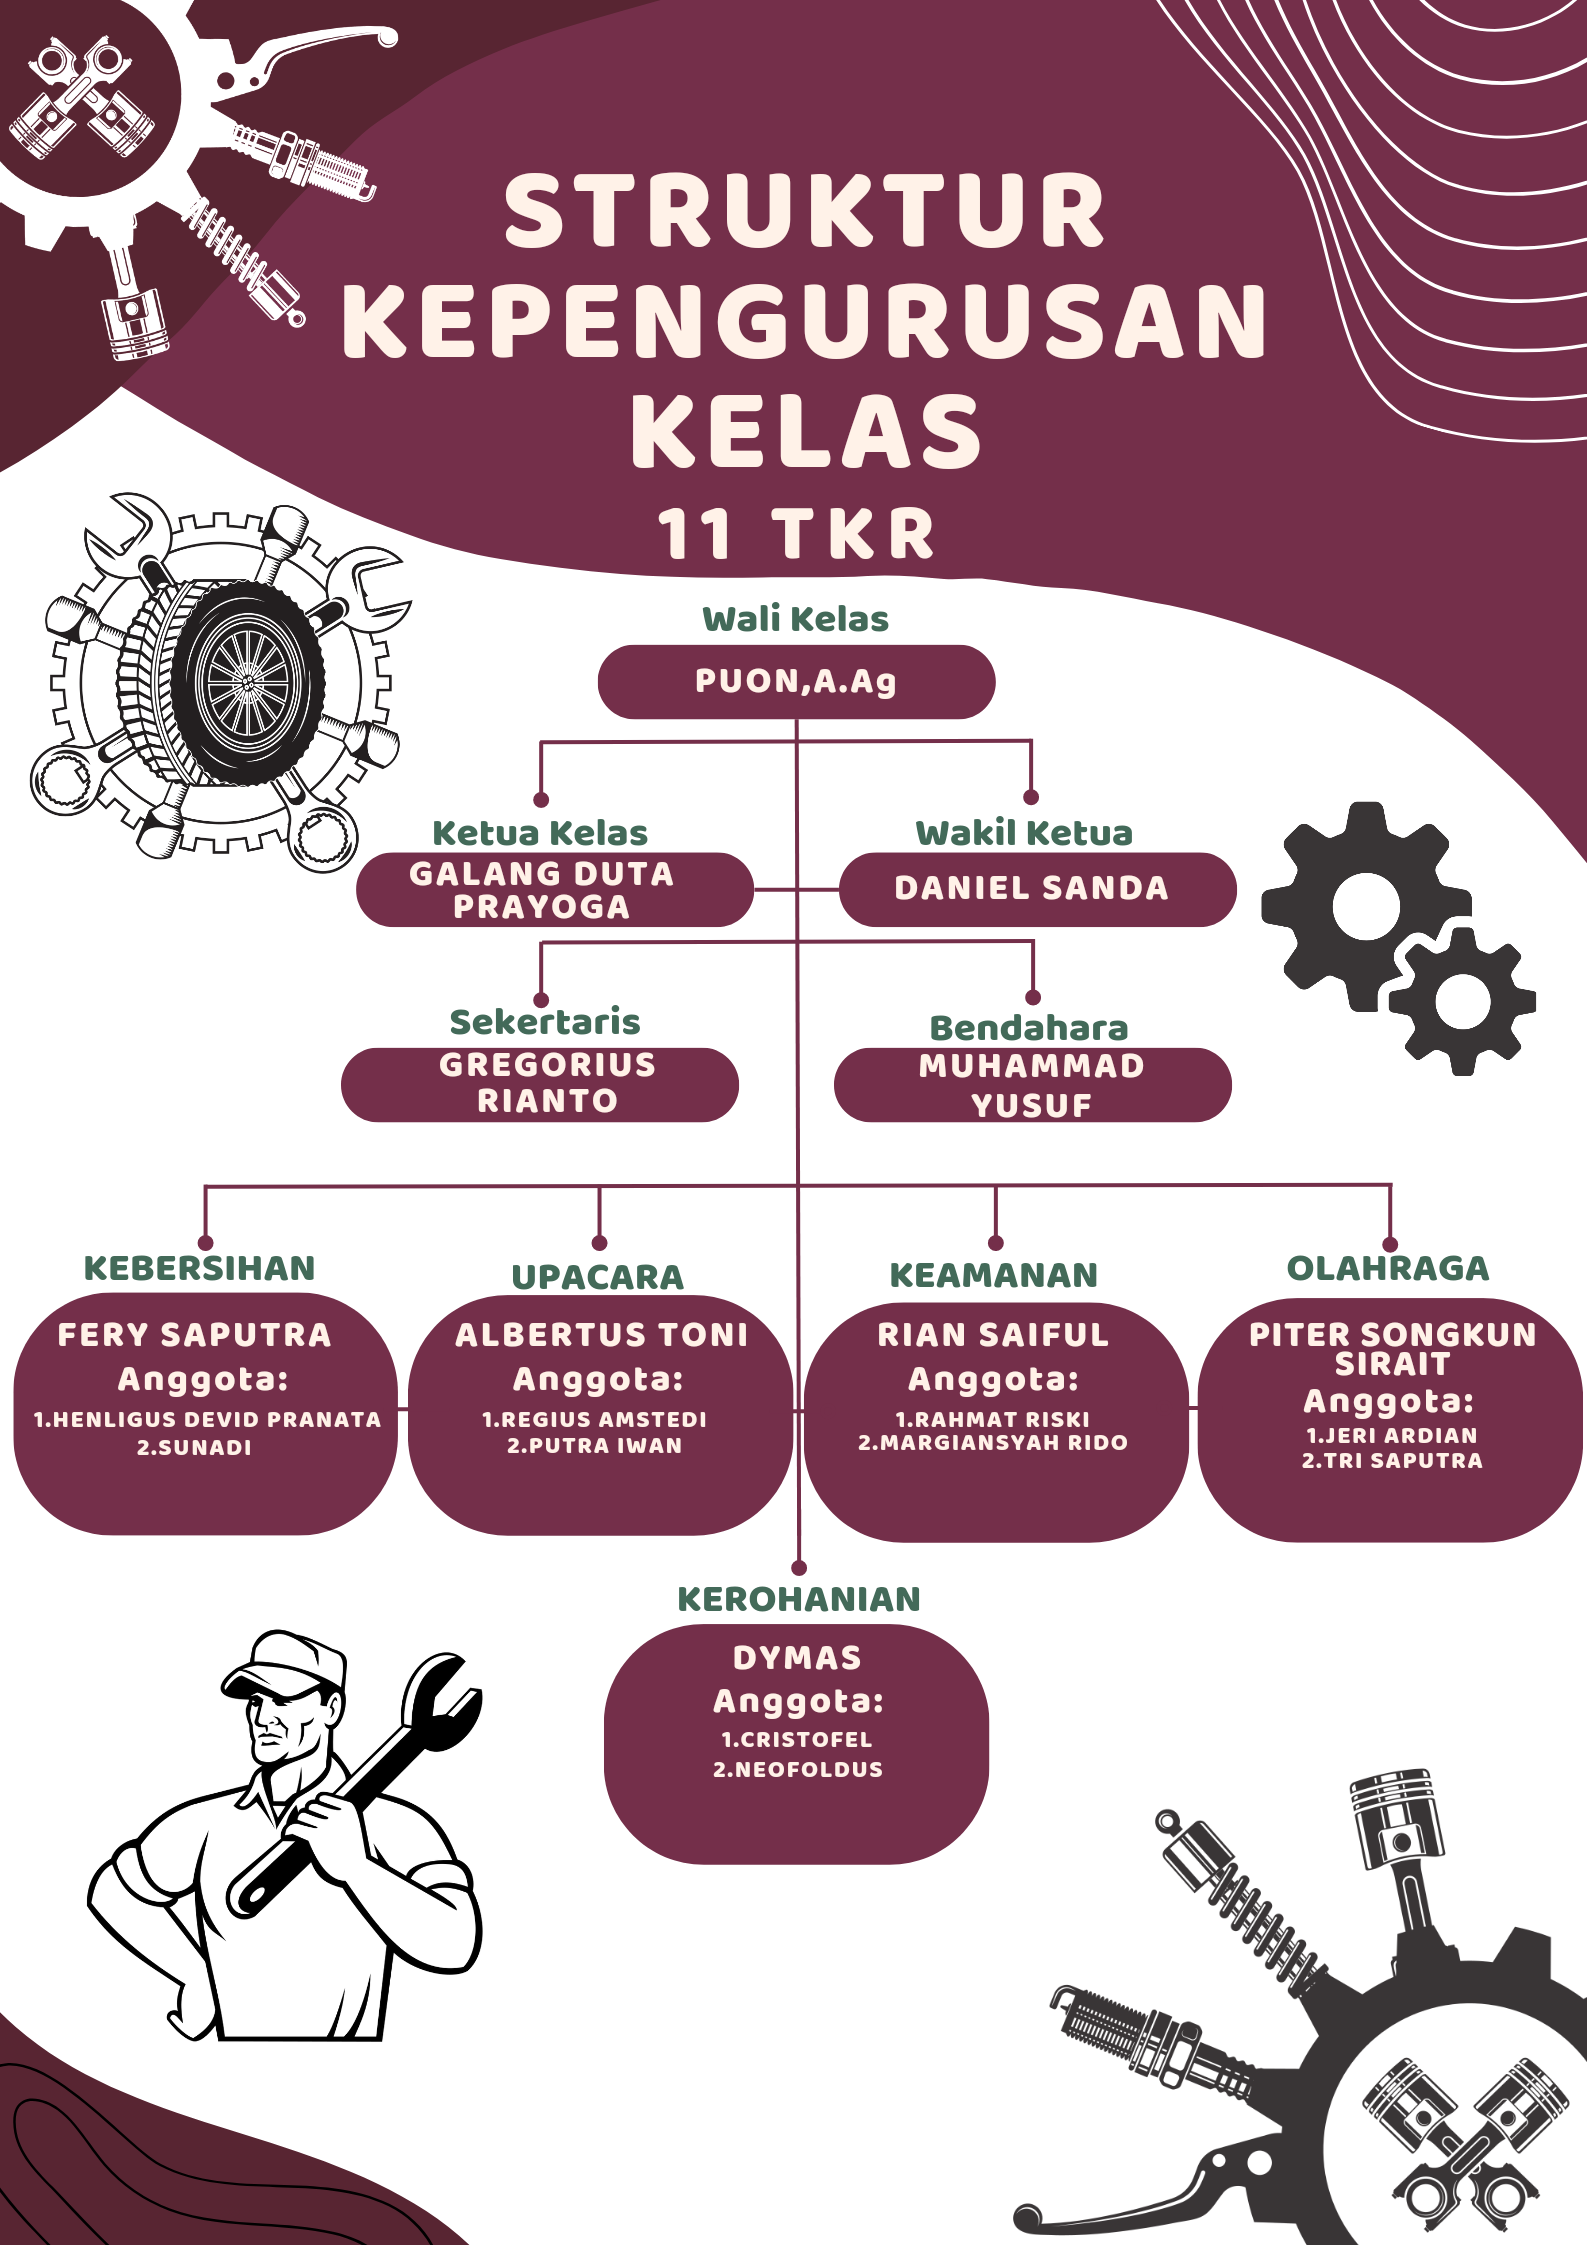 STRUKTUR
KEPENGURUSAN
KELAS
11 TKR
Wali Kelas
PUON,A.Ag
Ketua Kelas
GALANG DUTA
PRAYOGA
Wakil Ketua
DANIEL SANDA
Sekertaris
GREGORIUS
RIANTO
Bendahara
MUHAMMAD
YUSUF
KEBERSIHAN
FERY SAPUTRA
Anggota:
1.HENLIGUS DEVID PRANATA
2.SUNADI
UPACARA
ALBERTUS TONI
Anggota:
1.REGIUS AMSTEDI
2.PUTRA IWAN
KEAMANAN
RIAN SAIFUL
Anggota:
1.RAHMAT RISKI
2.MARGIANSYAH RIDO
OLAHRAGA
PITER SONGKUN
SIRAIT
Anggota:
1.JERI ARDIAN
2.TRI SAPUTRA
KEROHANIAN
DYMAS
Anggota:
1.CRISTOFEL
2.NEOFOLDUS